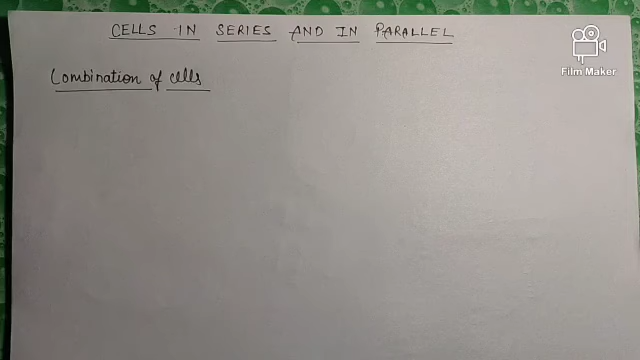 CELLS IN SERIES AND IN PARALLEL
Combination of cells
Film Maker